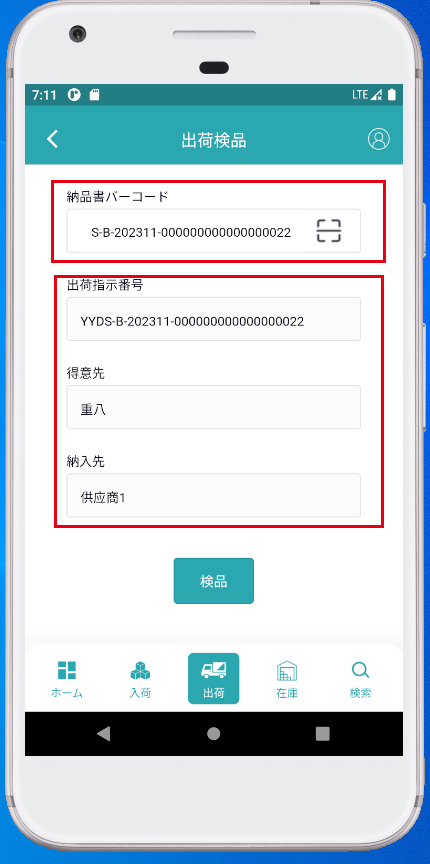 7:11
LTE
出荷検品
納品書バーコード
S-B-202311-000000000000000022
出荷指示番号
YYDS-B-202311-000000000000000022
得意先
重八
納入先
供应商1
検品
ホーム
入荷
出荷
在庫
検索